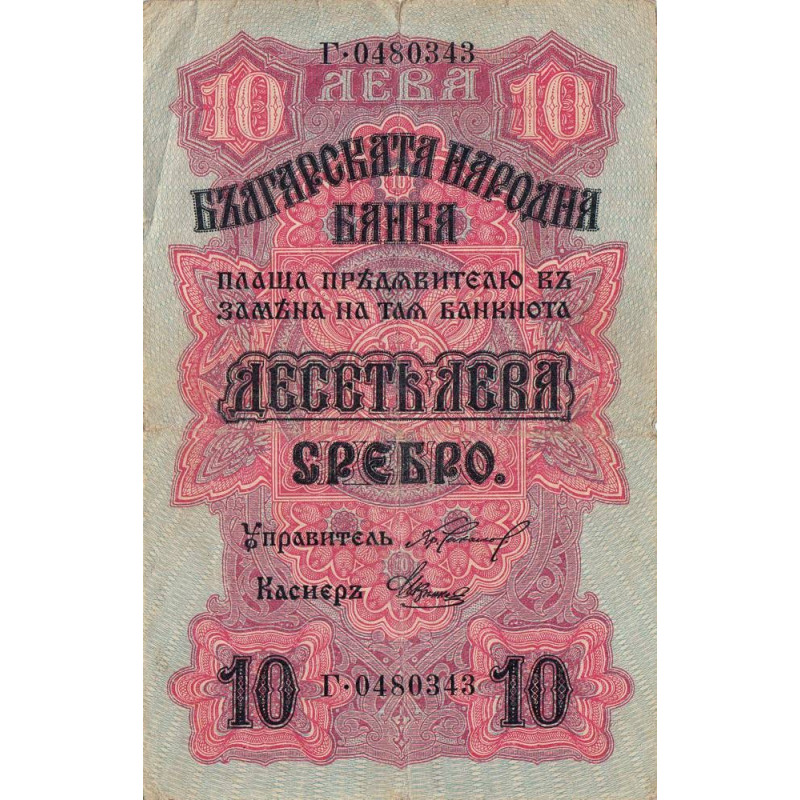 Г·0480343
10 ЛЕВА 10
БЪЛГАРСКАТА НАРОДНА
БАНКА
ПЛАЩА ПРѢДЯВИТЕЛЮ ВЪ
ЗАМѢНА НА ТАЯ БАНКНОТА
ДЕСЕТЬ ЛЕВА
СРЕБРО.
Управитель
Касиеръ
10 Г·0480343 10